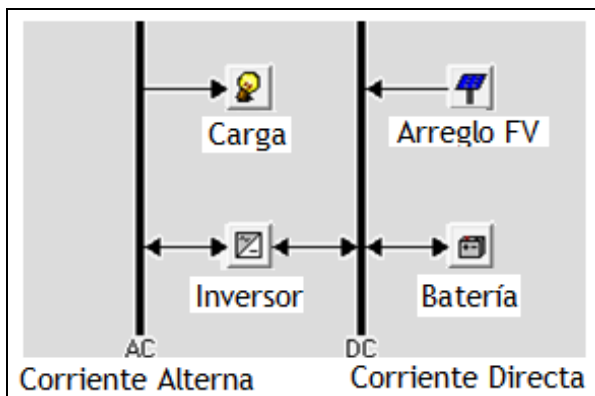 Carga
Arreglo FV
Inversor
Batería
AC
DC
Corriente Alterna
Corriente Directa